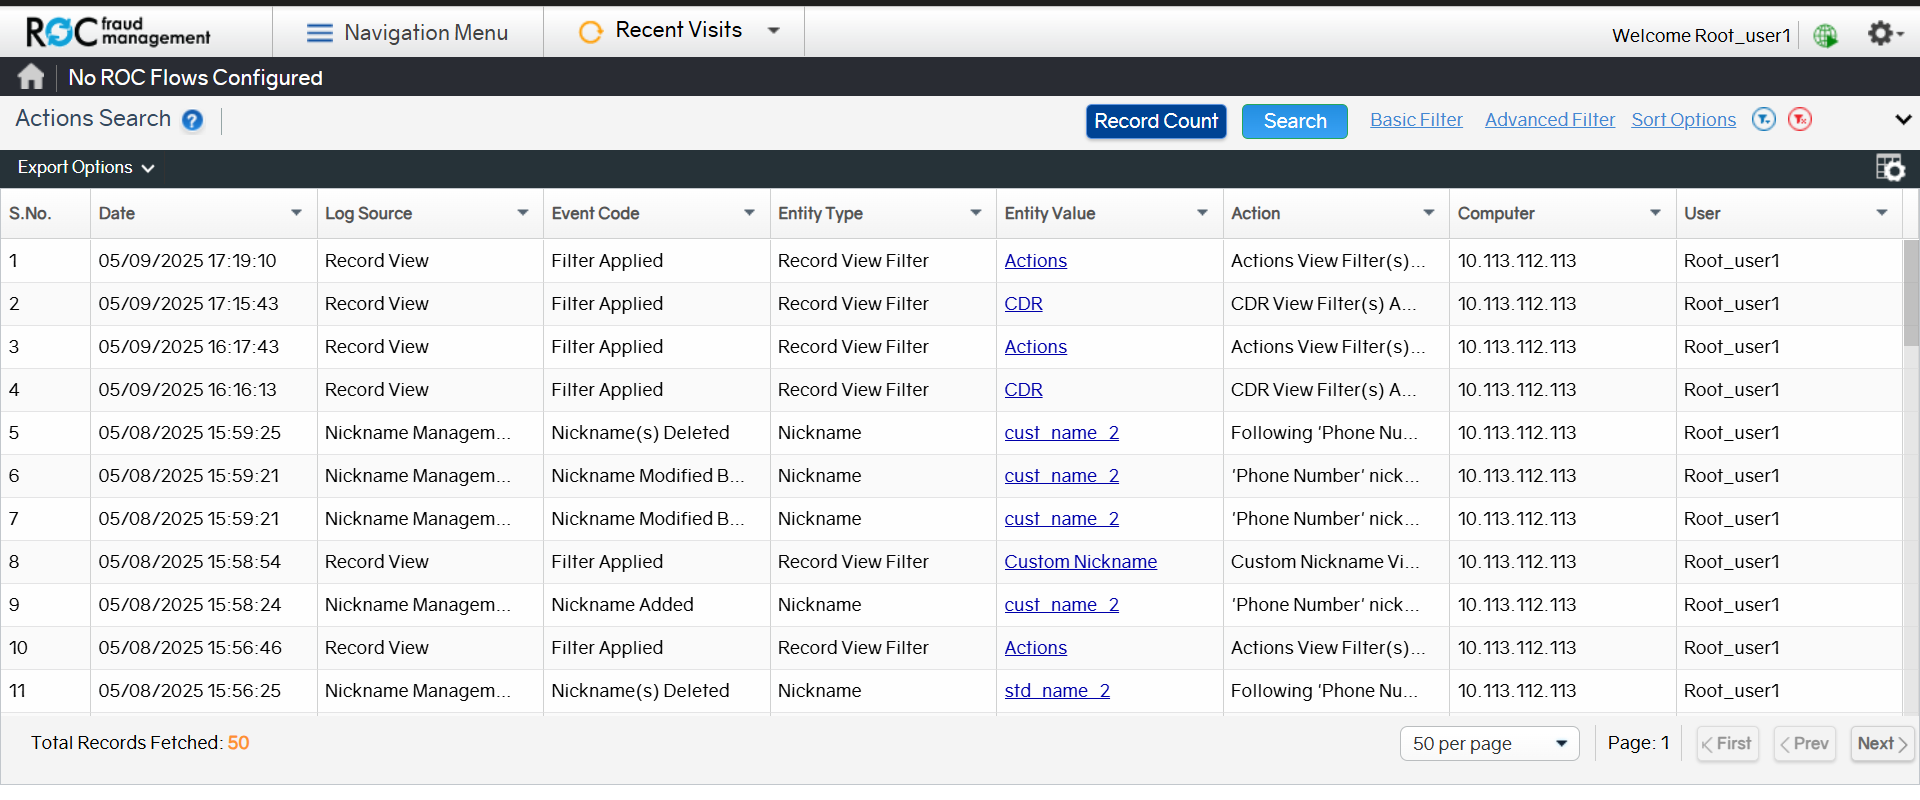 ROC fraud management
Navigation Menu
Recent Visits
Welcome Root_user1
No ROC Flows Configured
Actions Search
Record Count
Search
Basic Filter
Advanced Filter
Sort Options
Export Options
S.No. Date Log Source Event Code Entity Type Entity Value Action Computer User
1 05/09/2025 17:19:10 Record View Filter Applied Record View Filter Actions Actions View Filter(s)... 10.113.112.113 Root_user1
2 05/09/2025 17:15:43 Record View Filter Applied Record View Filter CDR CDR View Filter(s) A... 10.113.112.113 Root_user1
3 05/09/2025 16:17:43 Record View Filter Applied Record View Filter Actions Actions View Filter(s)... 10.113.112.113 Root_user1
4 05/09/2025 16:16:13 Record View Filter Applied Record View Filter CDR CDR View Filter(s) A... 10.113.112.113 Root_user1
5 05/08/2025 15:59:25 Nickname Managem... Nickname(s) Deleted Nickname cust_name_2 Following 'Phone Nu... 10.113.112.113 Root_user1
6 05/08/2025 15:59:21 Nickname Managem... Nickname Modified B... Nickname cust_name_2 'Phone Number' nick... 10.113.112.113 Root_user1
7 05/08/2025 15:59:21 Nickname Managem... Nickname Modified B... Nickname cust_name_2 'Phone Number' nick... 10.113.112.113 Root_user1
8 05/08/2025 15:58:54 Record View Filter Applied Record View Filter Custom Nickname Custom Nickname Vi... 10.113.112.113 Root_user1
9 05/08/2025 15:58:24 Nickname Managem... Nickname Added Nickname cust_name_2 'Phone Number' nick... 10.113.112.113 Root_user1
10 05/08/2025 15:56:46 Record View Filter Applied Record View Filter Actions Actions View Filter(s)... 10.113.112.113 Root_user1
11 05/08/2025 15:56:25 Nickname Managem... Nickname(s) Deleted Nickname std_name_2 Following 'Phone Nu... 10.113.112.113 Root_user1
Total Records Fetched: 50
50 per page
Page: 1
First
Prev
Next